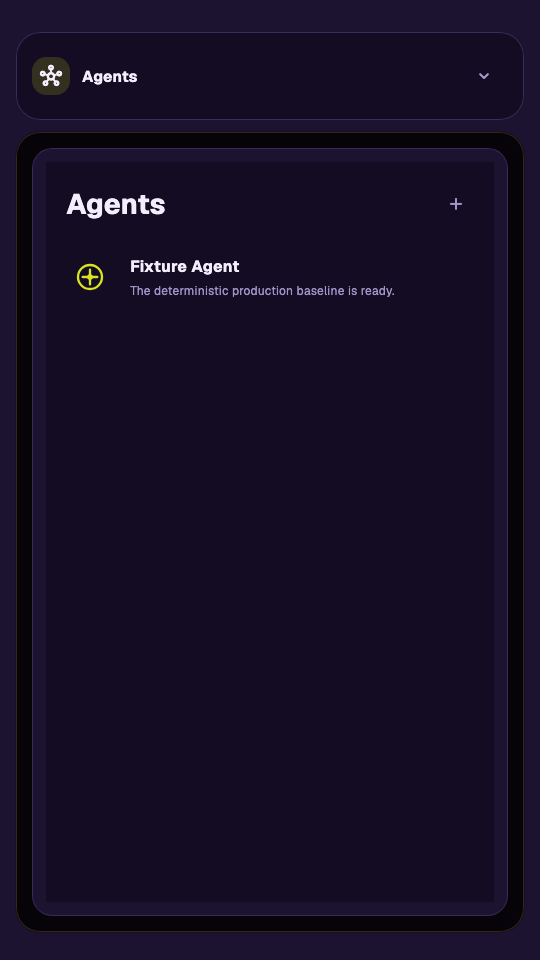 Agents
Agents
Fixture Agent
The deterministic production baseline is ready.